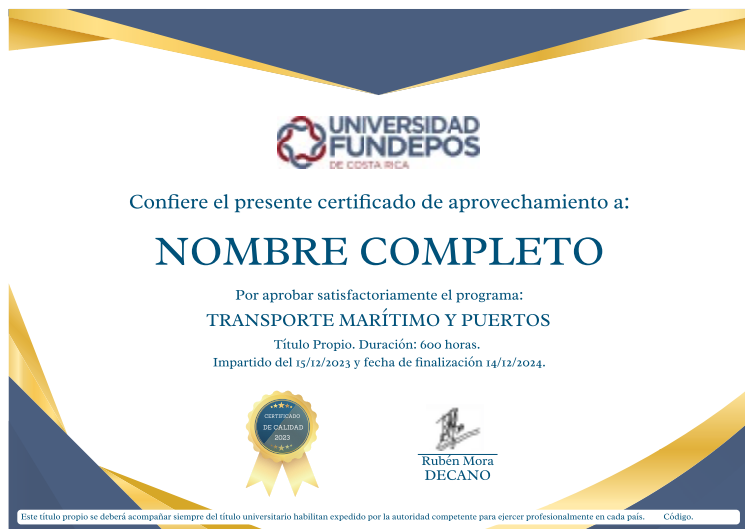 UNIVERSIDAD
FUNDEPOS
DE COSTA RICA
Confiere el presente certificado de aprovechamiento a:
NOMBRE COMPLETO
Por aprobar satisfactoriamente el programa:
TRANSPORTE MARÍTIMO Y PUERTOS
Título Propio. Duración: 600 horas.
Impartido del 15/12/2023 y fecha de finalización 14/12/2024.
CERTIFICADO
DE CALIDAD
2023
Rubén Mora
DECANO
Este título propio se deberá acompañar siempre del título universitario habilitan expedido por la autoridad competente para ejercer profesionalmente en cada país. Código.